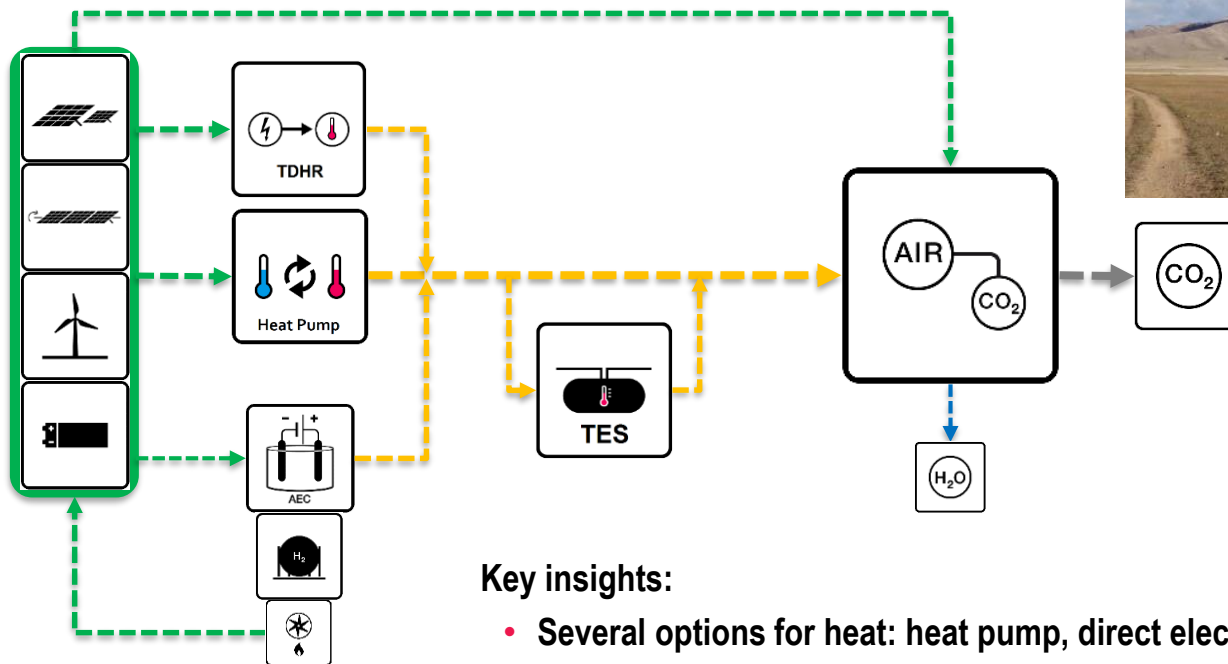 TDHR
Heat Pump
- +
AEC
H₂
TES
AIR
CO₂
CO₂
H₂O
Key insights:
• Several options for heat: heat pump, direct elec